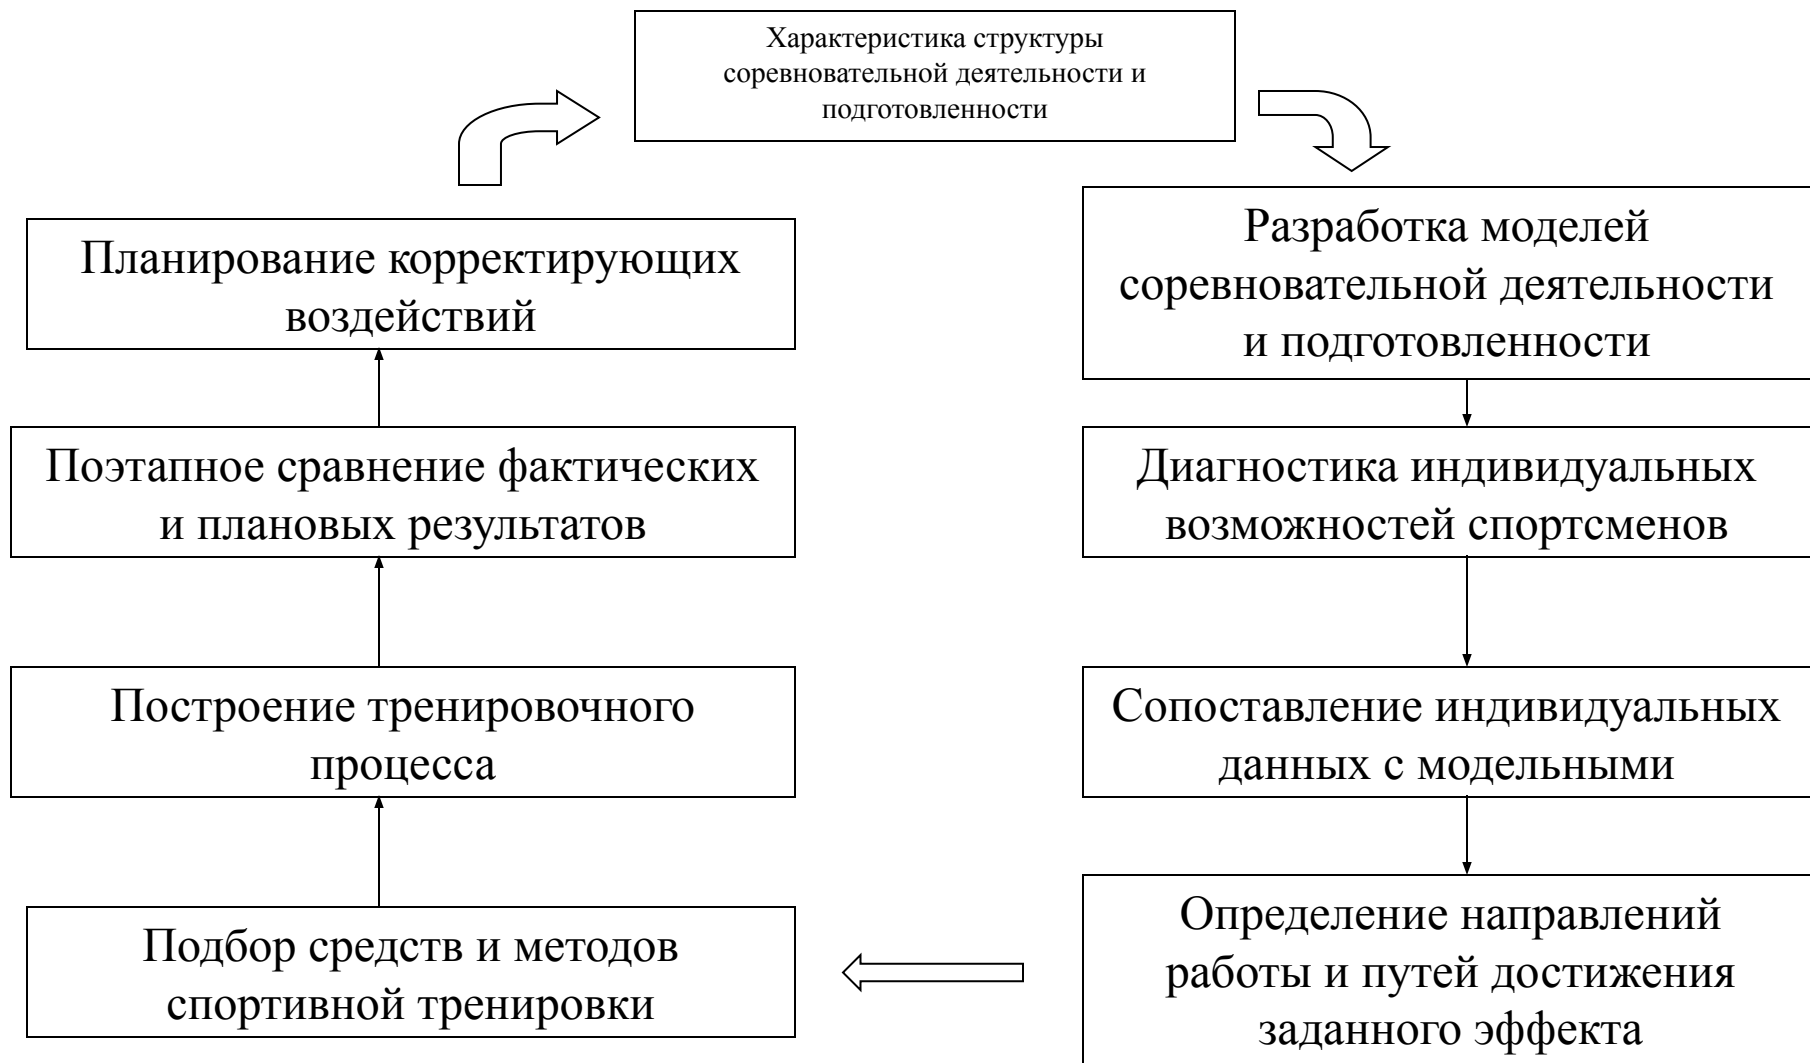 Характеристика структуры
соревновательной деятельности и
подготовленности
Разработка моделей
соревновательной деятельности
и подготовленности
Диагностика индивидуальных
возможностей спортсменов
Сопоставление индивидуальных
данных с модельными
Определение направлений
работы и путей достижения
заданного эффекта
Подбор средств и методов
спортивной тренировки
Построение тренировочного
процесса
Поэтапное сравнение фактических
и плановых результатов
Планирование корректирующих
воздействий